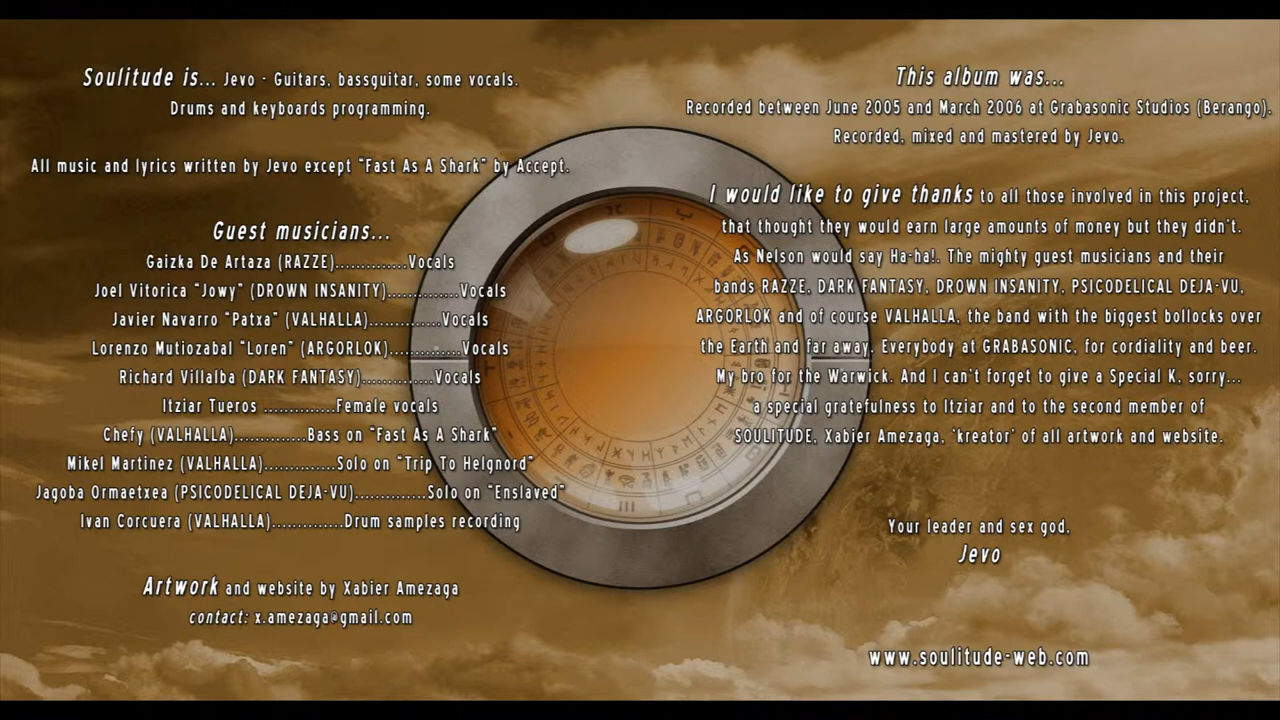 Soulitude is... Jevo - Guitars, bassguitar, some vocals.
Drums and keyboards programming.
All music and lyrics written by Jevo except "Fast As A Shark" by Accept.
Guest musicians...
Gaizka De Artaza (RAZZE).............Vocals
Joel Vitorica "Jowy" (DROWN INSANITY).............Vocals
Javier Navarro "Patxa" (VALHALLA).............Vocals
Lorenzo Mutiozabal "Loren" (ARGORLOK).............Vocals
Richard Villalba (DARK FANTASY).............Vocals
Itziar Tueros .............Female vocals
Chefy (VALHALLA).............Bass on "Fast As A Shark"
Mikel Martinez (VALHALLA).............Solo on "Trip To Helgnord"
Jagoba Ormaetxea (PSICODELICAL DEJA-VU).............Solo on "Enslaved"
Ivan Corcuera (VALHALLA).............Drum samples recording
Artwork and website by Xabier Amezaga
contact: x.amezaga@gmail.com
This album was...
Recorded between June 2005 and March 2006 at Grabasonic Studios (Berango).
Recorded, mixed and mastered by Jevo.
I would like to give thanks to all those involved in this project,
that thought they would earn large amounts of money but they didn't.
As Nelson would say Ha-ha!. The mighty guest musicians and their
bands RAZZE, DARK FANTASY, DROWN INSANITY, PSICODELICAL DEJA-VU,
ARGORLOK and of course VALHALLA, the band with the biggest bollocks over
the Earth and far away. Everybody at GRABASONIC, for cordiality and beer.
My bro for the Warwick. And I can't forget to give a Special K, sorry...
a special gratefulness to Itziar and to the second member of
SOULITUDE, Xabier Amezaga, 'kreator' of all artwork and website.
Your leader and sex god,
Jevo
www.soulitude-web.com